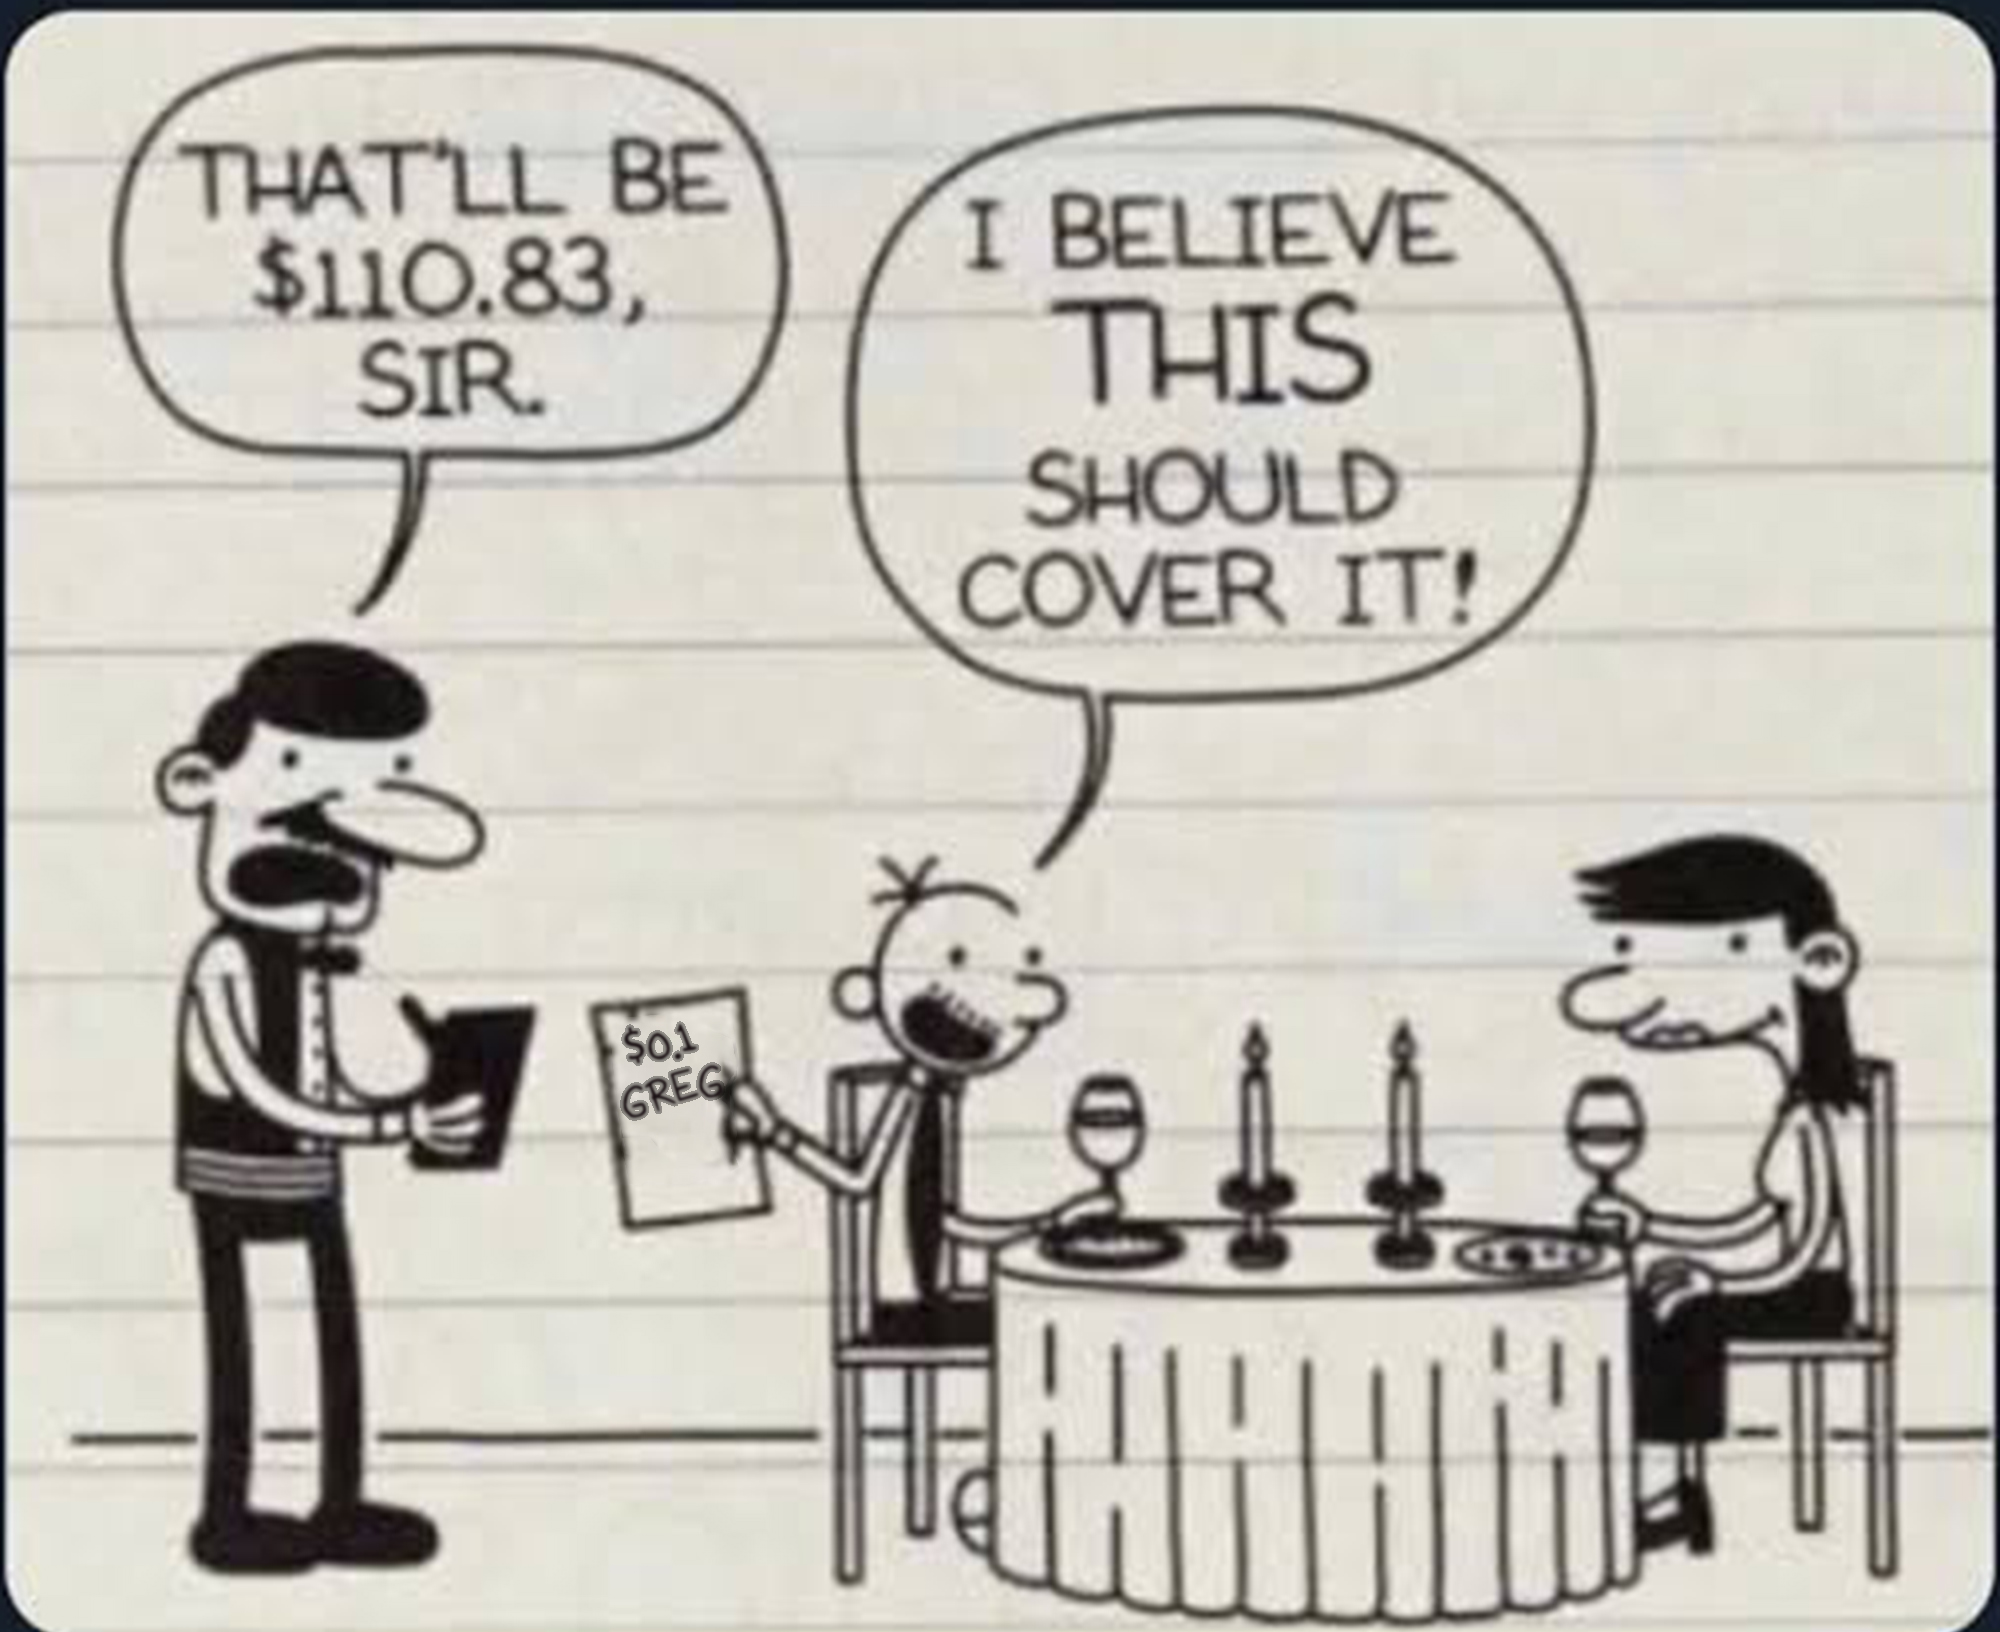 THAT'LL BE
$110.83,
SIR.
I BELIEVE
THIS
SHOULD
COVER IT!
$0.1
GREG